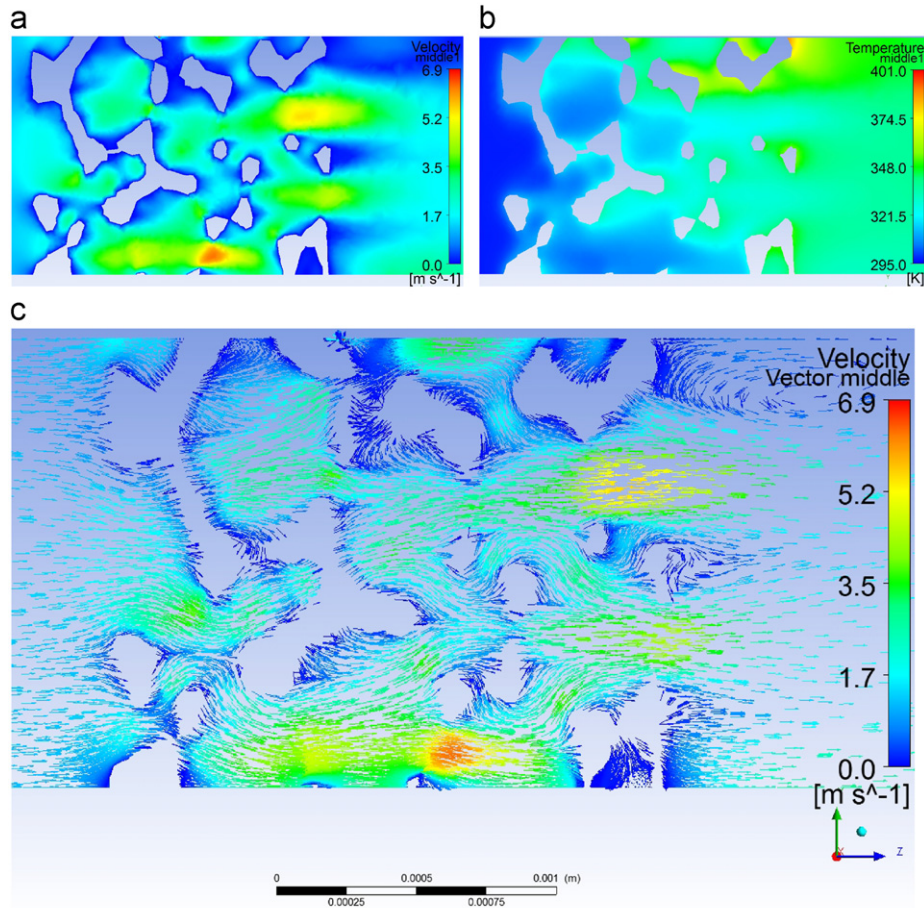 a
Velocity
middle1
6.9
5.2
3.5
1.7
0.0
[m s^-1]
b
Temperature
middle1
401.0
374.5
348.0
321.5
295.0
[K]
c
Velocity
Vector middle
6.9
5.2
3.5
1.7
0.0
[m s^-1]
X
Z
0 0.0005 0.001 (m)
0.00025 0.00075